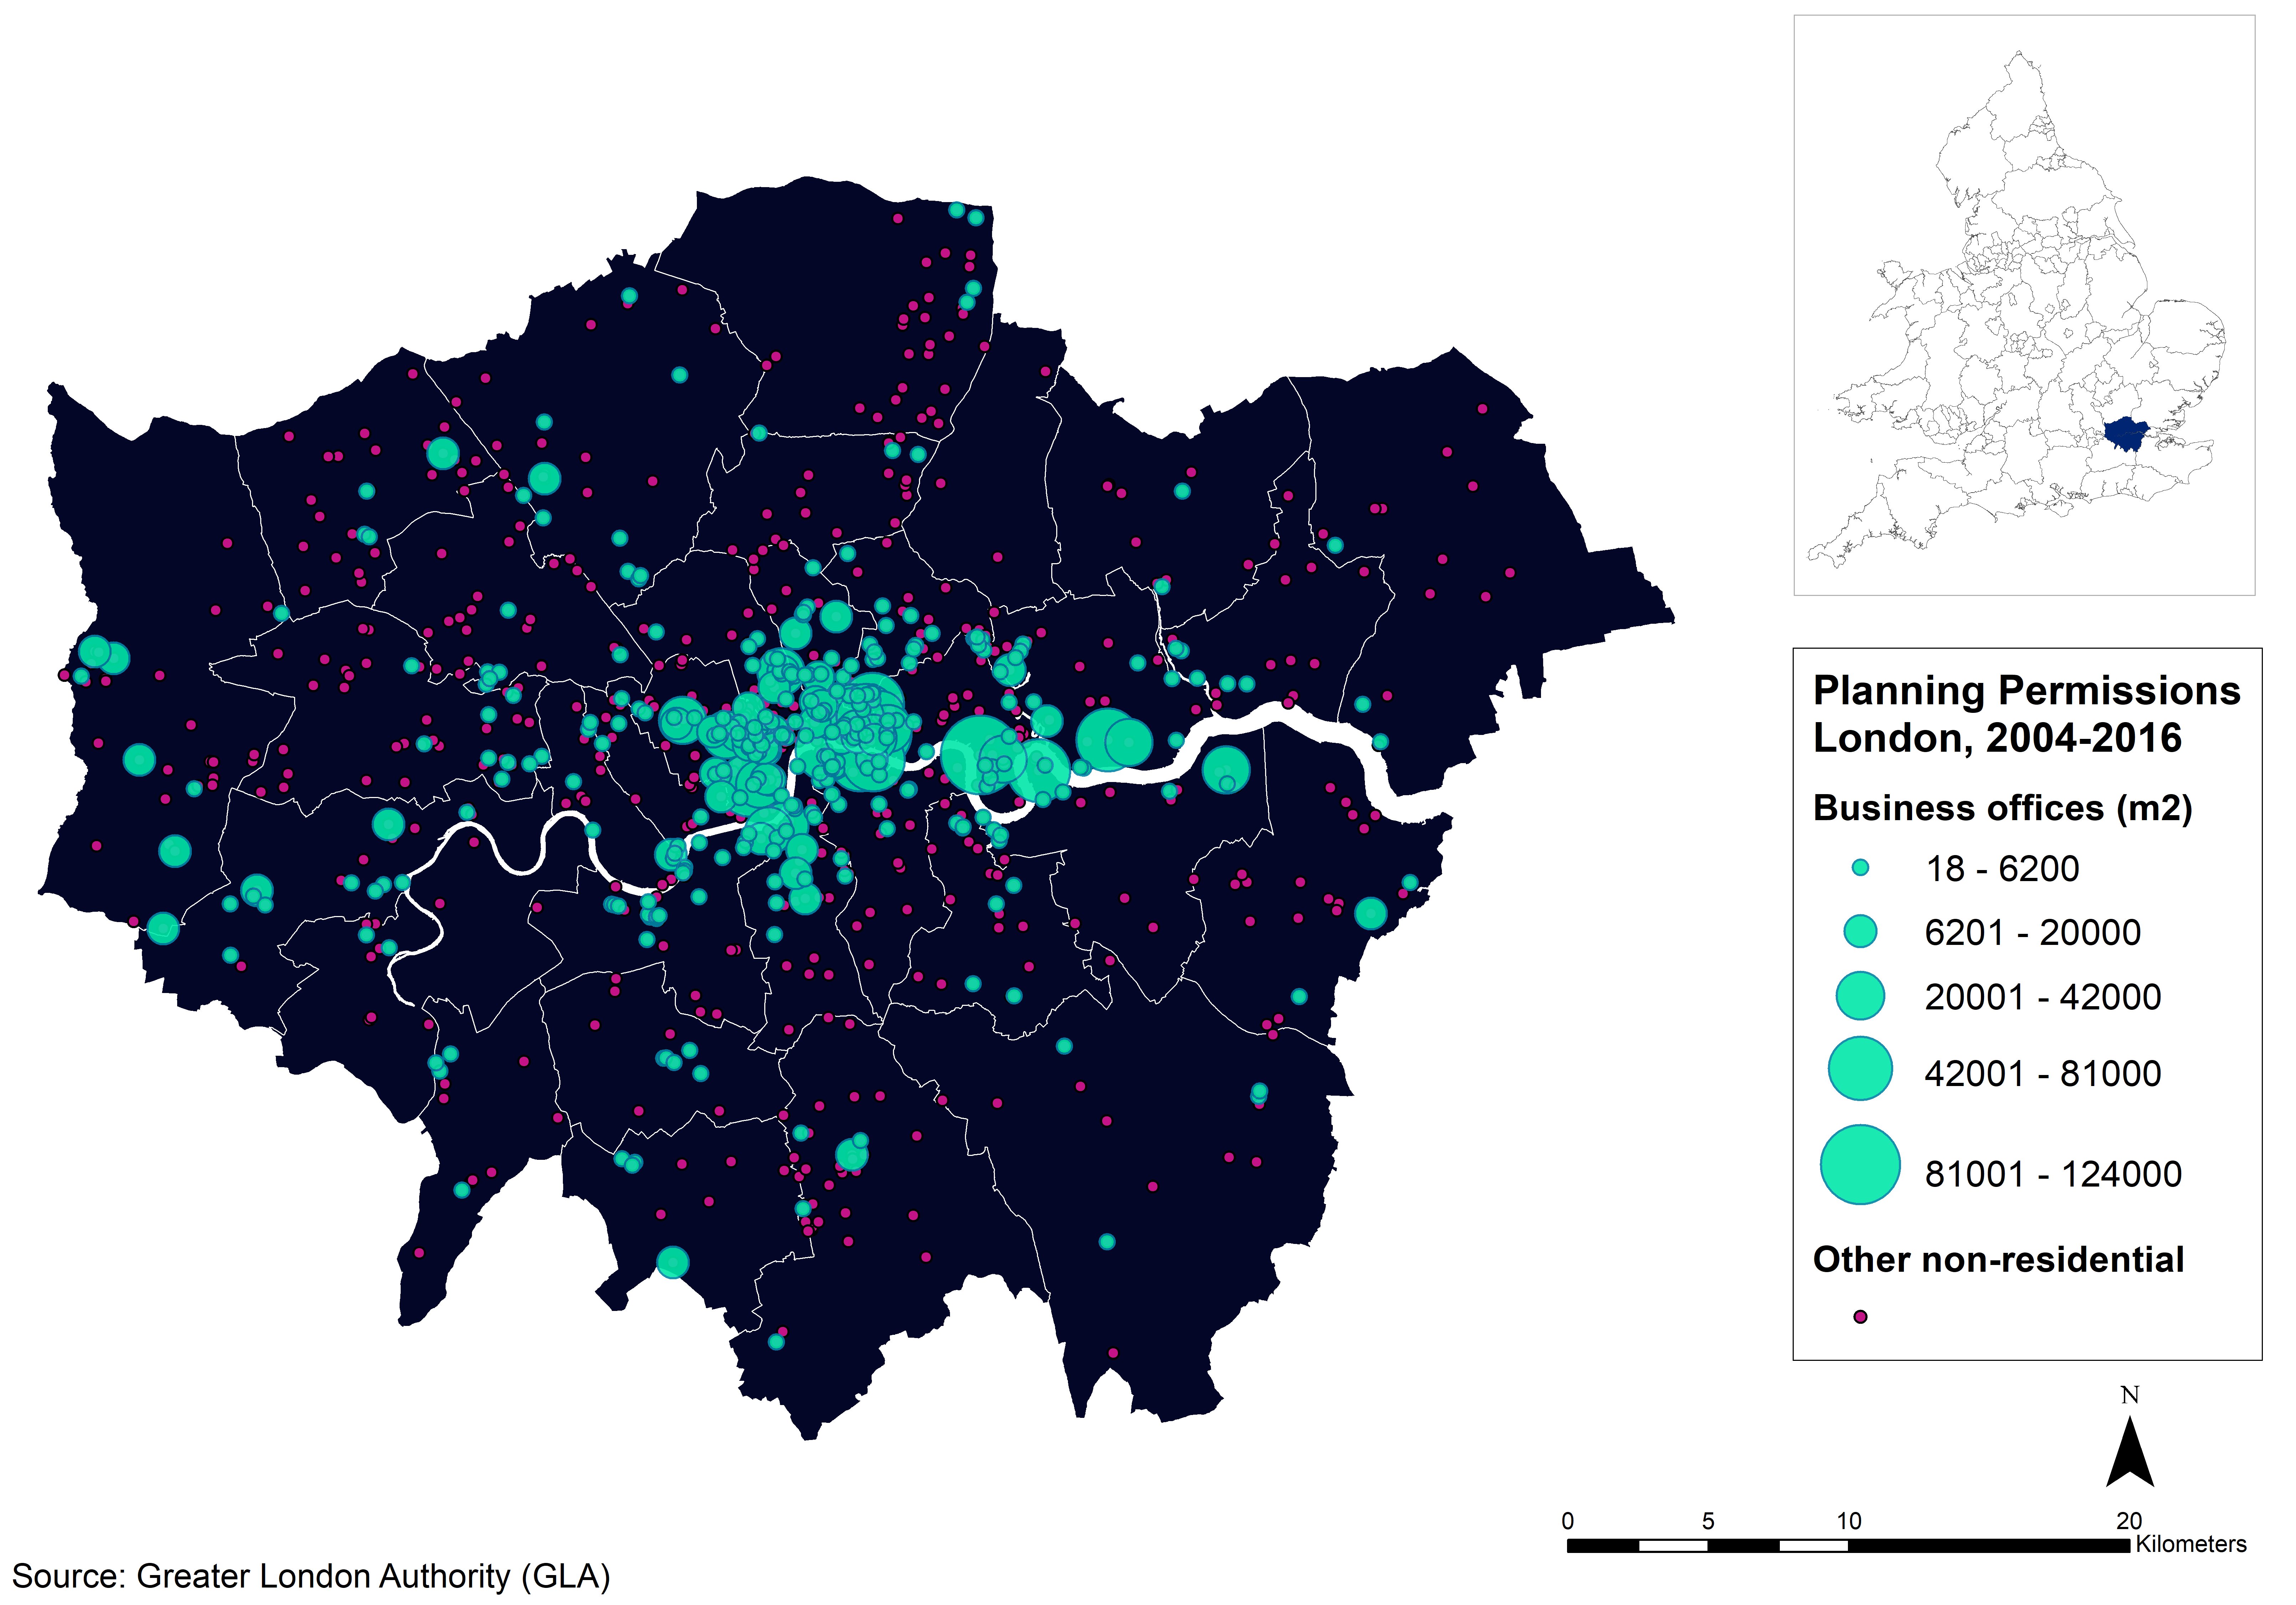 Planning Permissions
London, 2004-2016
Business offices (m2)
18 - 6200
6201 - 20000
20001 - 42000
42001 - 81000
81001 - 124000
Other non-residential
N
0 5 10 20
Kilometers
Source: Greater London Authority (GLA)